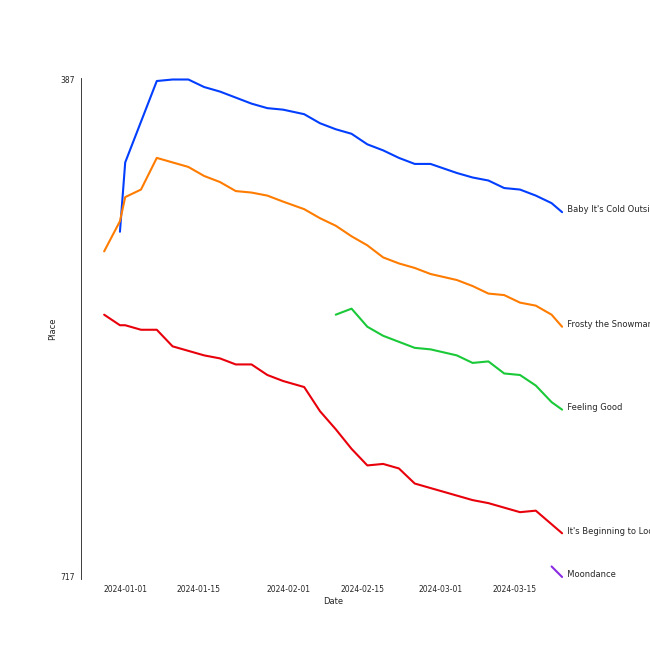 387
Baby It's Cold Outsi
Frosty the Snowman
Place
Feeling Good
It's Beginning to Loo
Moondance
717
2024-01-01 2024-01-15 2024-02-01 2024-02-15 2024-03-01 2024-03-15
Date